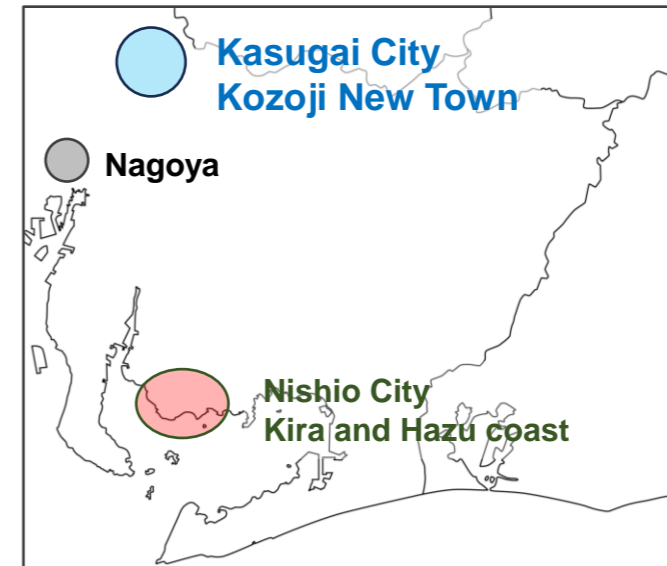 Kasugai City
Kozoji New Town
Nagoya
Nishio City
Kira and Hazu coast